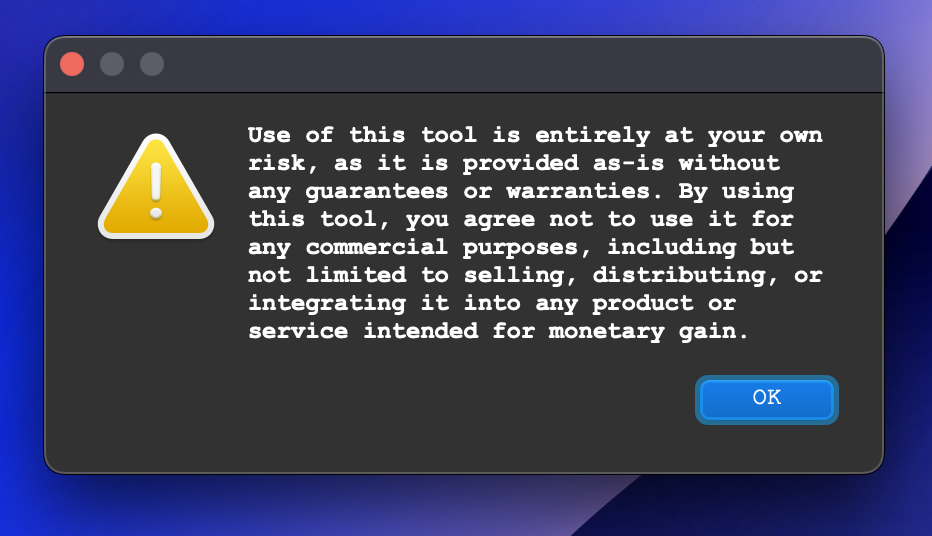 Use of this tool is entirely at your own
risk, as it is provided as-is without
any guarantees or warranties. By using
this tool, you agree not to use it for
any commercial purposes, including but
not limited to selling, distributing, or
integrating it into any product or
service intended for monetary gain.
OK